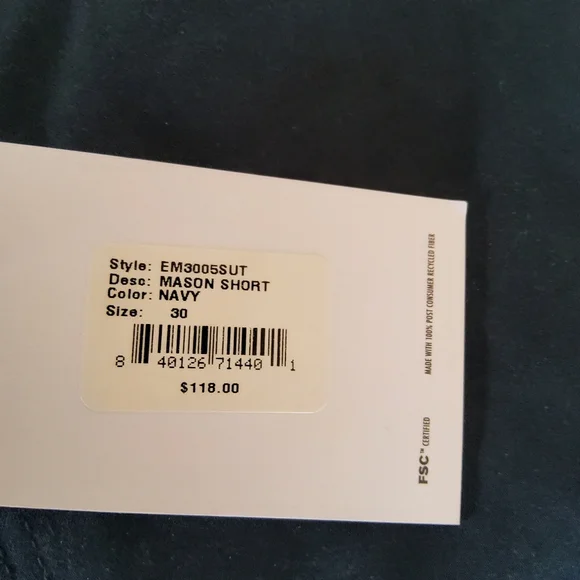 Style: EM3005SUT
Desc: MASON SHORT
Color: NAVY
Size: 30
8 40126 71440 1
$118.00
FSC™ CERTIFIED
MADE WITH 100% POST CONSUMER RECYCLED FIBER